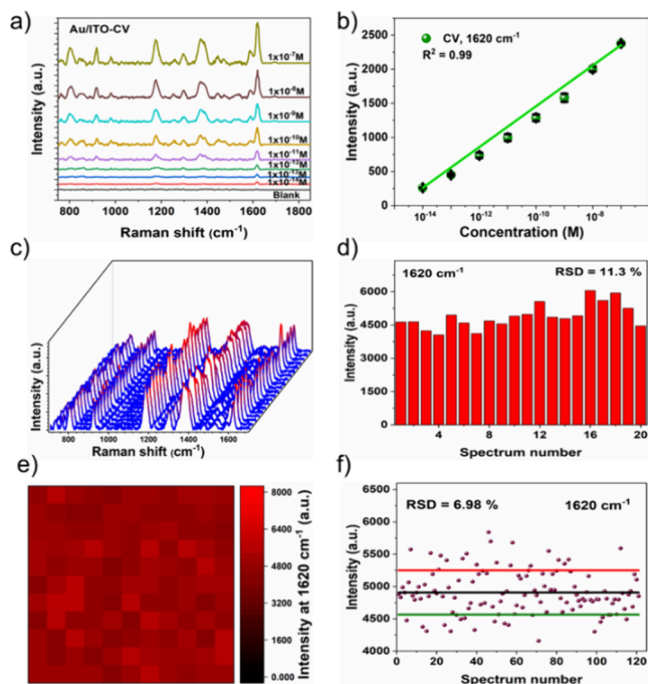 a)
Au/ITO-CV
1x10⁻⁷M
1x10⁻⁸M
1x10⁻⁹M
1x10⁻¹⁰M
1x10⁻¹¹M
1x10⁻¹²M
1x10⁻¹³M
1x10⁻¹⁴M
Blank
Intensity (a.u.)
800 1000 1200 1400 1600 1800
Raman shift (cm⁻¹)
b)
CV, 1620 cm⁻¹
R² = 0.99
Intensity (a.u.)
2500
2000
1500
1000
500
0
10⁻¹⁴ 10⁻¹² 10⁻¹⁰ 10⁻⁸
Concentration (M)
c)
Intensity (a.u.)
800 1000 1200 1400 1600
Raman shift (cm⁻¹)
d)
1620 cm⁻¹ RSD = 11.3 %
Intensity (a.u.)
6000
4500
3000
1500
0
4 8 12 16 20
Spectrum number
e)
8000
6400
4800
3600
1600
0.000
Intensity at 1620 cm⁻¹ (a.u.)
f)
RSD = 6.98 % 1620 cm⁻¹
Intensity (a.u.)
6500
6000
5500
5000
4500
4000
0 20 40 60 80 100 120
Spectrum number